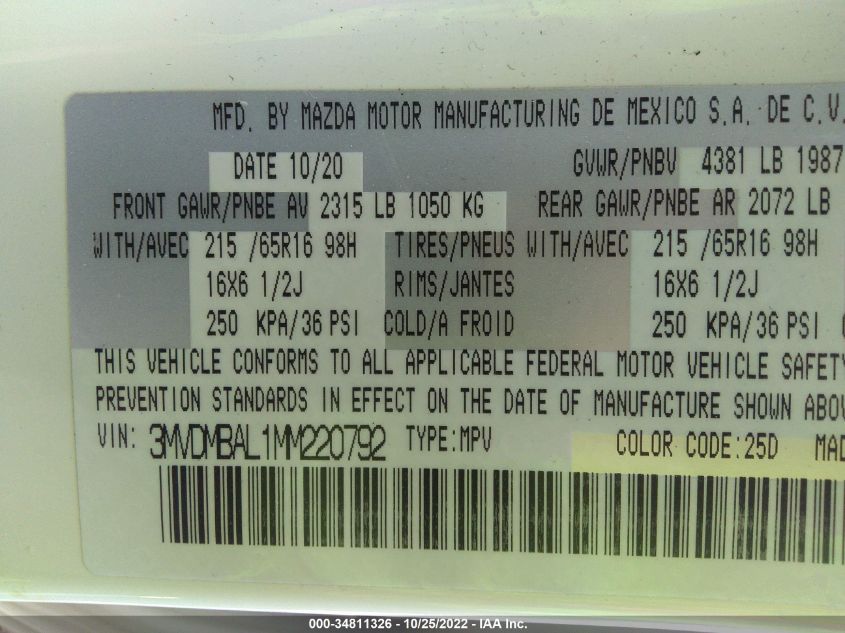 MFD. BY MAZDA MOTOR MANUFACTURING DE MEXICO S.A. DE C.V.
DATE 10/20 GVWR/PNBV 4381 LB 1987
FRONT GAWR/PNBE AV 2315 LB 1050 KG REAR GAWR/PNBE AR 2072 LB
WITH/AVEC 215 /65R16 98H TIRES/PNEUS WITH/AVEC 215 /65R16 98H
16X6 1/2J RIMS/JANTES 16X6 1/2J
250 KPA/36 PSI COLD/A FROID 250 KPA/36 PSI
THIS VEHICLE CONFORMS TO ALL APPLICABLE FEDERAL MOTOR VEHICLE SAFETY
PREVENTION STANDARDS IN EFFECT ON THE DATE OF MANUFACTURE SHOWN ABOV
VIN: 3MVDMBAL1MM220792 TYPE:MPV COLOR CODE:25D MAD
000-34811326 - 10/25/2022 - IAA Inc.